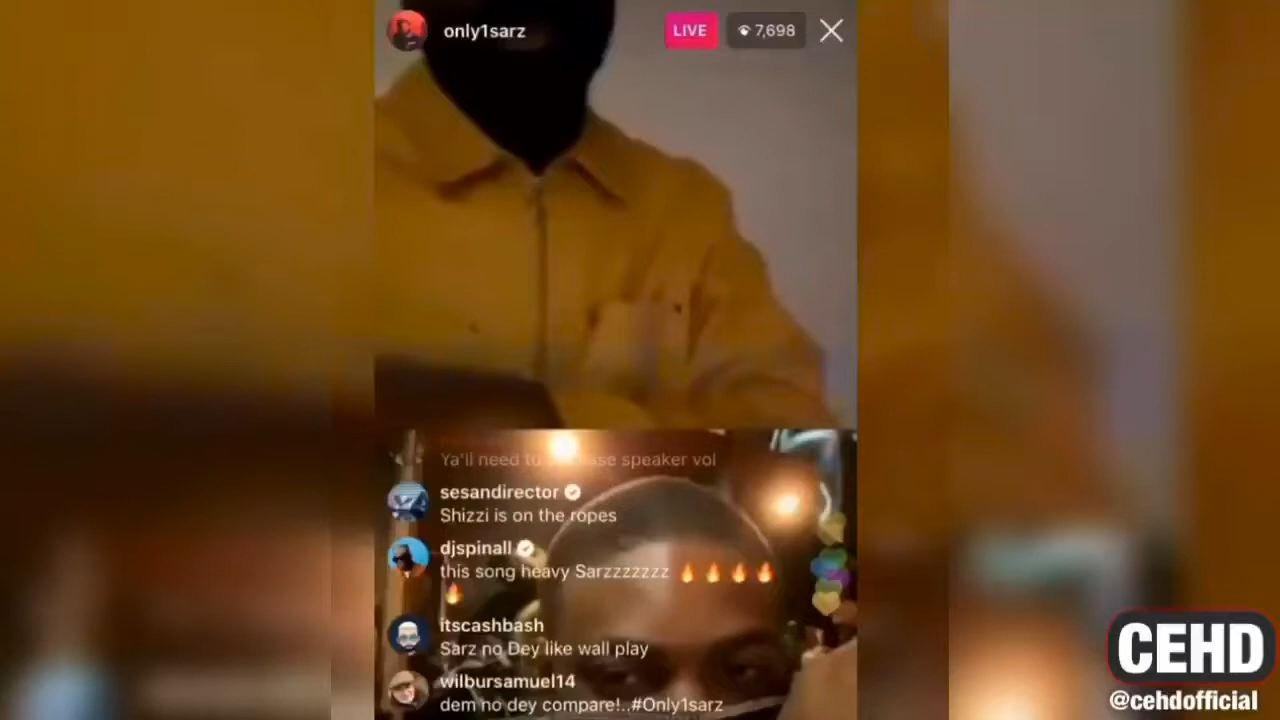 only1sarz
LIVE
7,698
Ya'll need to increase speaker vol
sesandirector
Shizzi is on the ropes
djspinall
this song heavy Sarzzzzzzz 🔥🔥🔥🔥
🔥
itscashbash
Sarz no Dey like wall play
wilbursamuel14
dem no dey compare!..#Only1sarz
CEHD
@cehdofficial